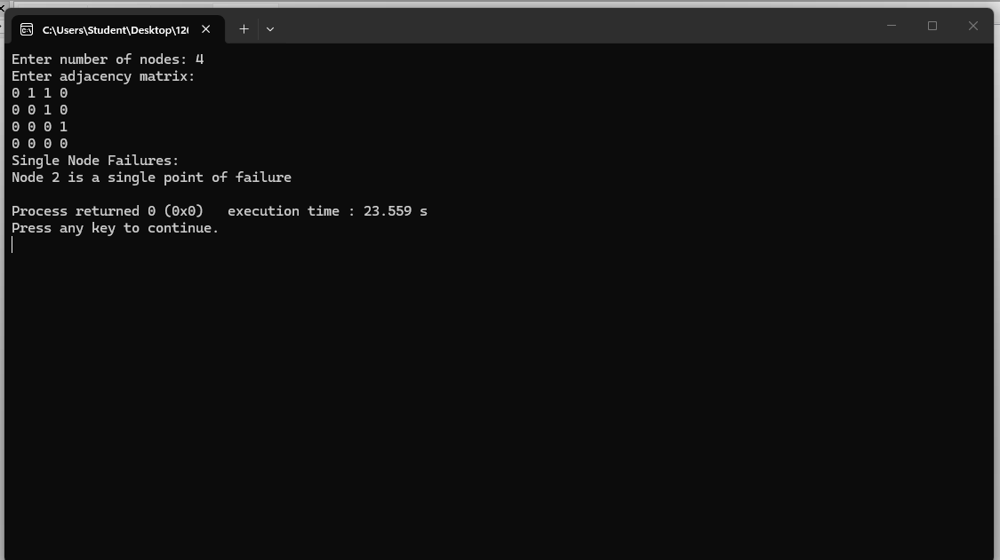 C:\Users\Student\Desktop\12
Enter number of nodes: 4
Enter adjacency matrix:
0 1 1 0
0 0 1 0
0 0 0 1
0 0 0 0
Single Node Failures:
Node 2 is a single point of failure
Process returned 0 (0x0)   execution time : 23.559 s
Press any key to continue.